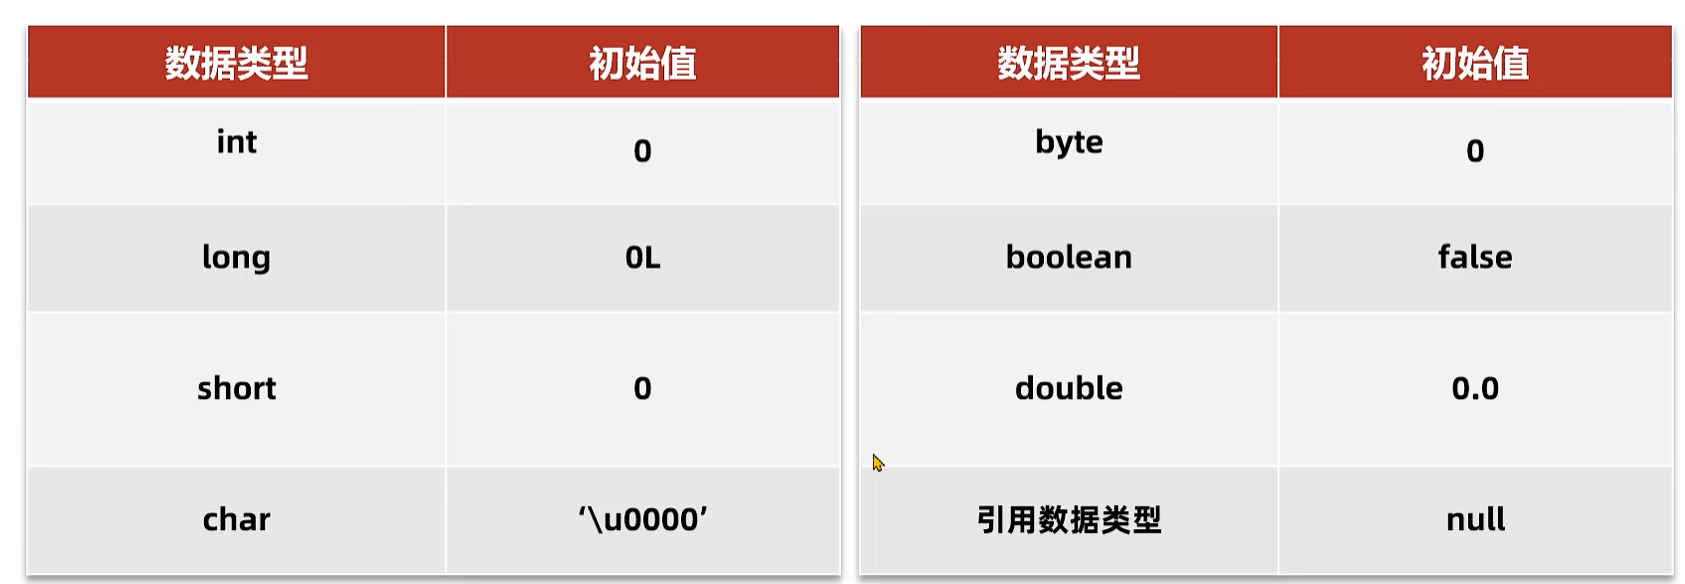 数据类型 初始值
int 0
long 0L
short 0
char ‘\u0000’
数据类型 初始值
byte 0
boolean false
double 0.0
引用数据类型 null